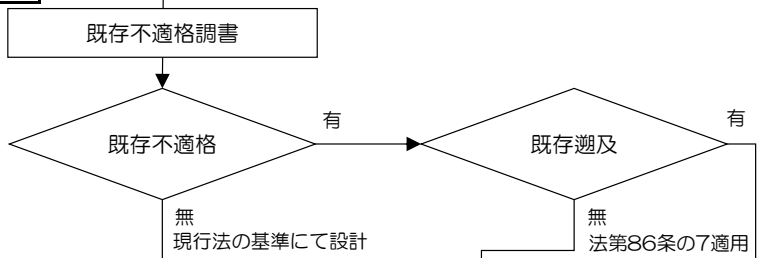 既存不適格調書
既存不適格
有
既存遡及
有
無
現行法の基準にて設計
無
法第86条の7適用